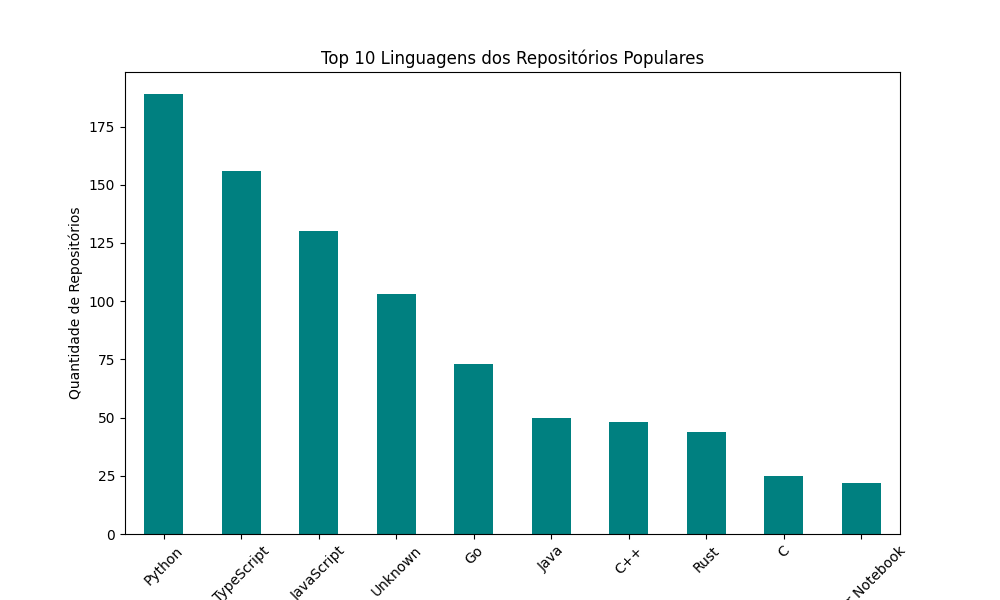 Top 10 Linguagens dos Repositórios Populares
Quantidade de Repositórios
175
150
125
100
75
50
25
0
Python
TypeScript
JavaScript
Unknown
Go
Java
C++
Rust
C
Notebook